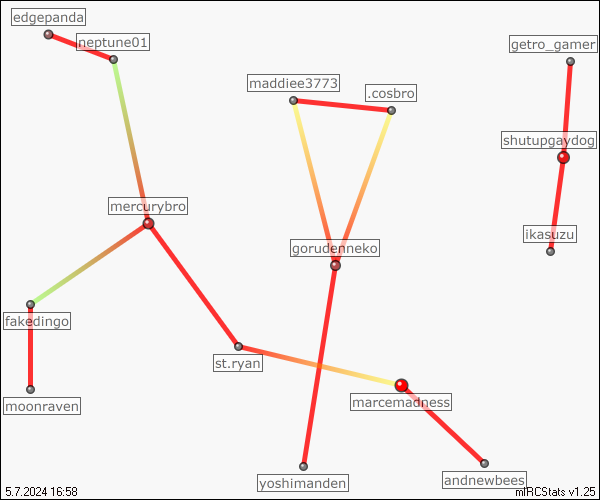 edgepanda
neptune01
getro_gamer
maddiee3773
.cosbro
shutupgaydog
mercurybro
ikasuzu
gorudenneko
fakedingo
st.ryan
marcemadness
moonraven
yoshimanden
andnewbees
5.7.2024 16:58
mIRCStats v1.25